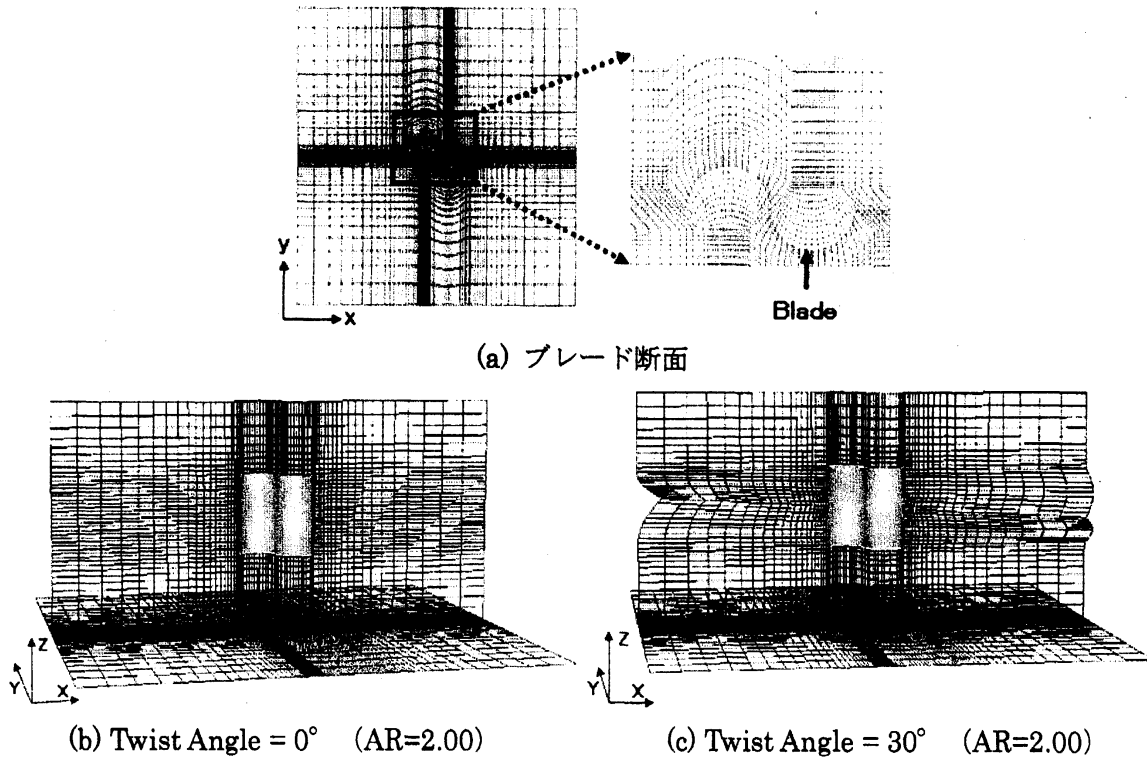 y
x
Blade
(a) ブレード断面
Z
Y
X
(b) Twist Angle = 0° (AR=2.00)
Z
Y
X
(c) Twist Angle = 30° (AR=2.00)